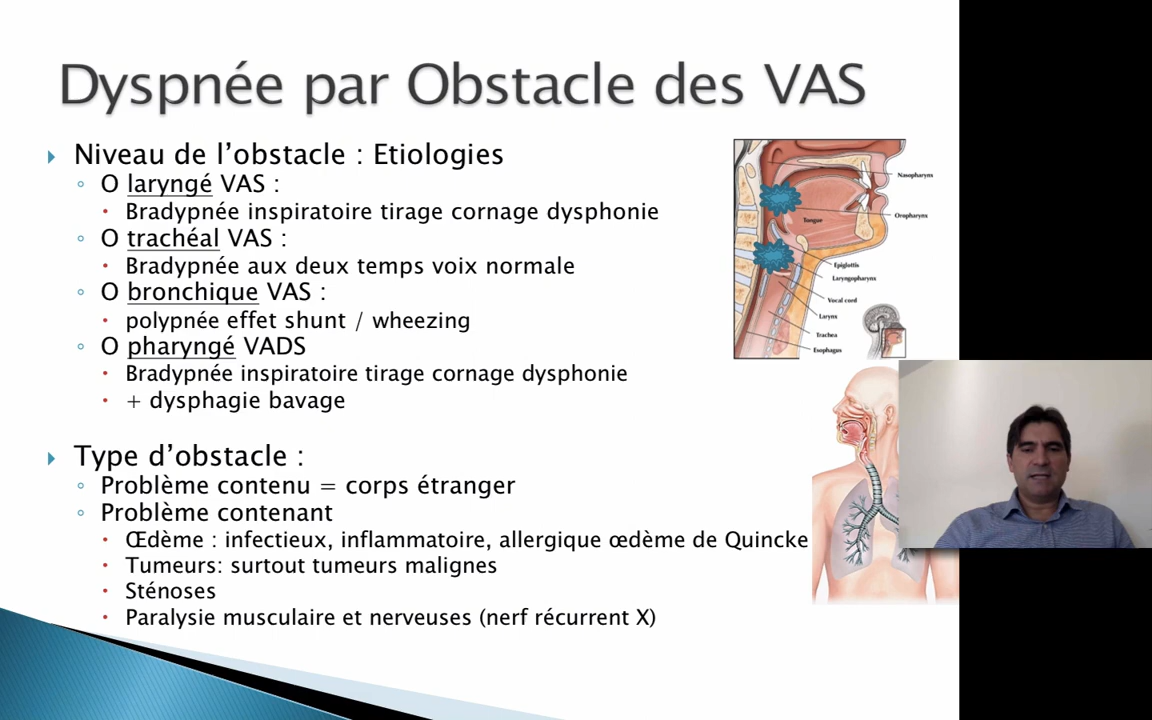 Dyspnée par Obstacle des VAS
Niveau de l’obstacle : Etiologies
O laryngé VAS :
Bradypnée inspiratoire tirage cornage dysphonie
O trachéal VAS :
Bradypnée aux deux temps voix normale
O bronchique VAS :
polypnée effet shunt / wheezing
O pharyngé VADS
Bradypnée inspiratoire tirage cornage dysphonie
+ dysphagie bavage
Type d’obstacle :
Problème contenu = corps étranger
Problème contenant
Œdème : infectieux, inflammatoire, allergique œdème de Quincke
Tumeurs: surtout tumeurs malignes
Sténoses
Paralysie musculaire et nerveuses (nerf récurrent X)
Nasopharynx
Oropharynx
Tongue
Epiglottis
Laryngopharynx
Vocal cord
Larynx
Trachea
Esophagus